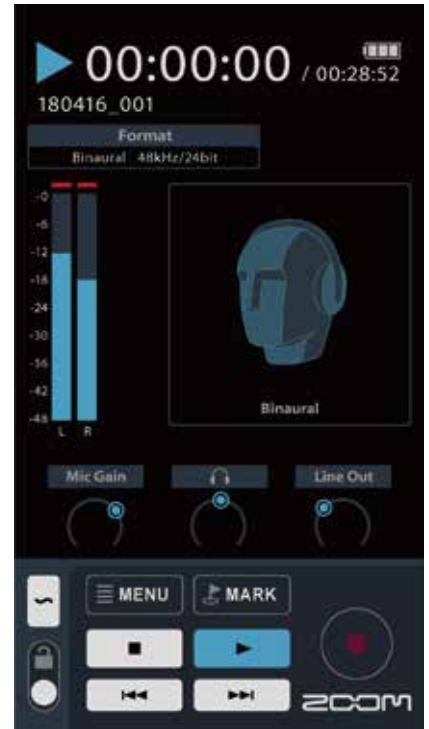 00:00:00 / 00:28:52
180416_001
Format
Binaural 48kHz/24bit
-0
-6
-12
-18
-24
-30
-36
-42
-48
L R
Binaural
Mic Gain
Line Out
MENU
MARK
ZOOM